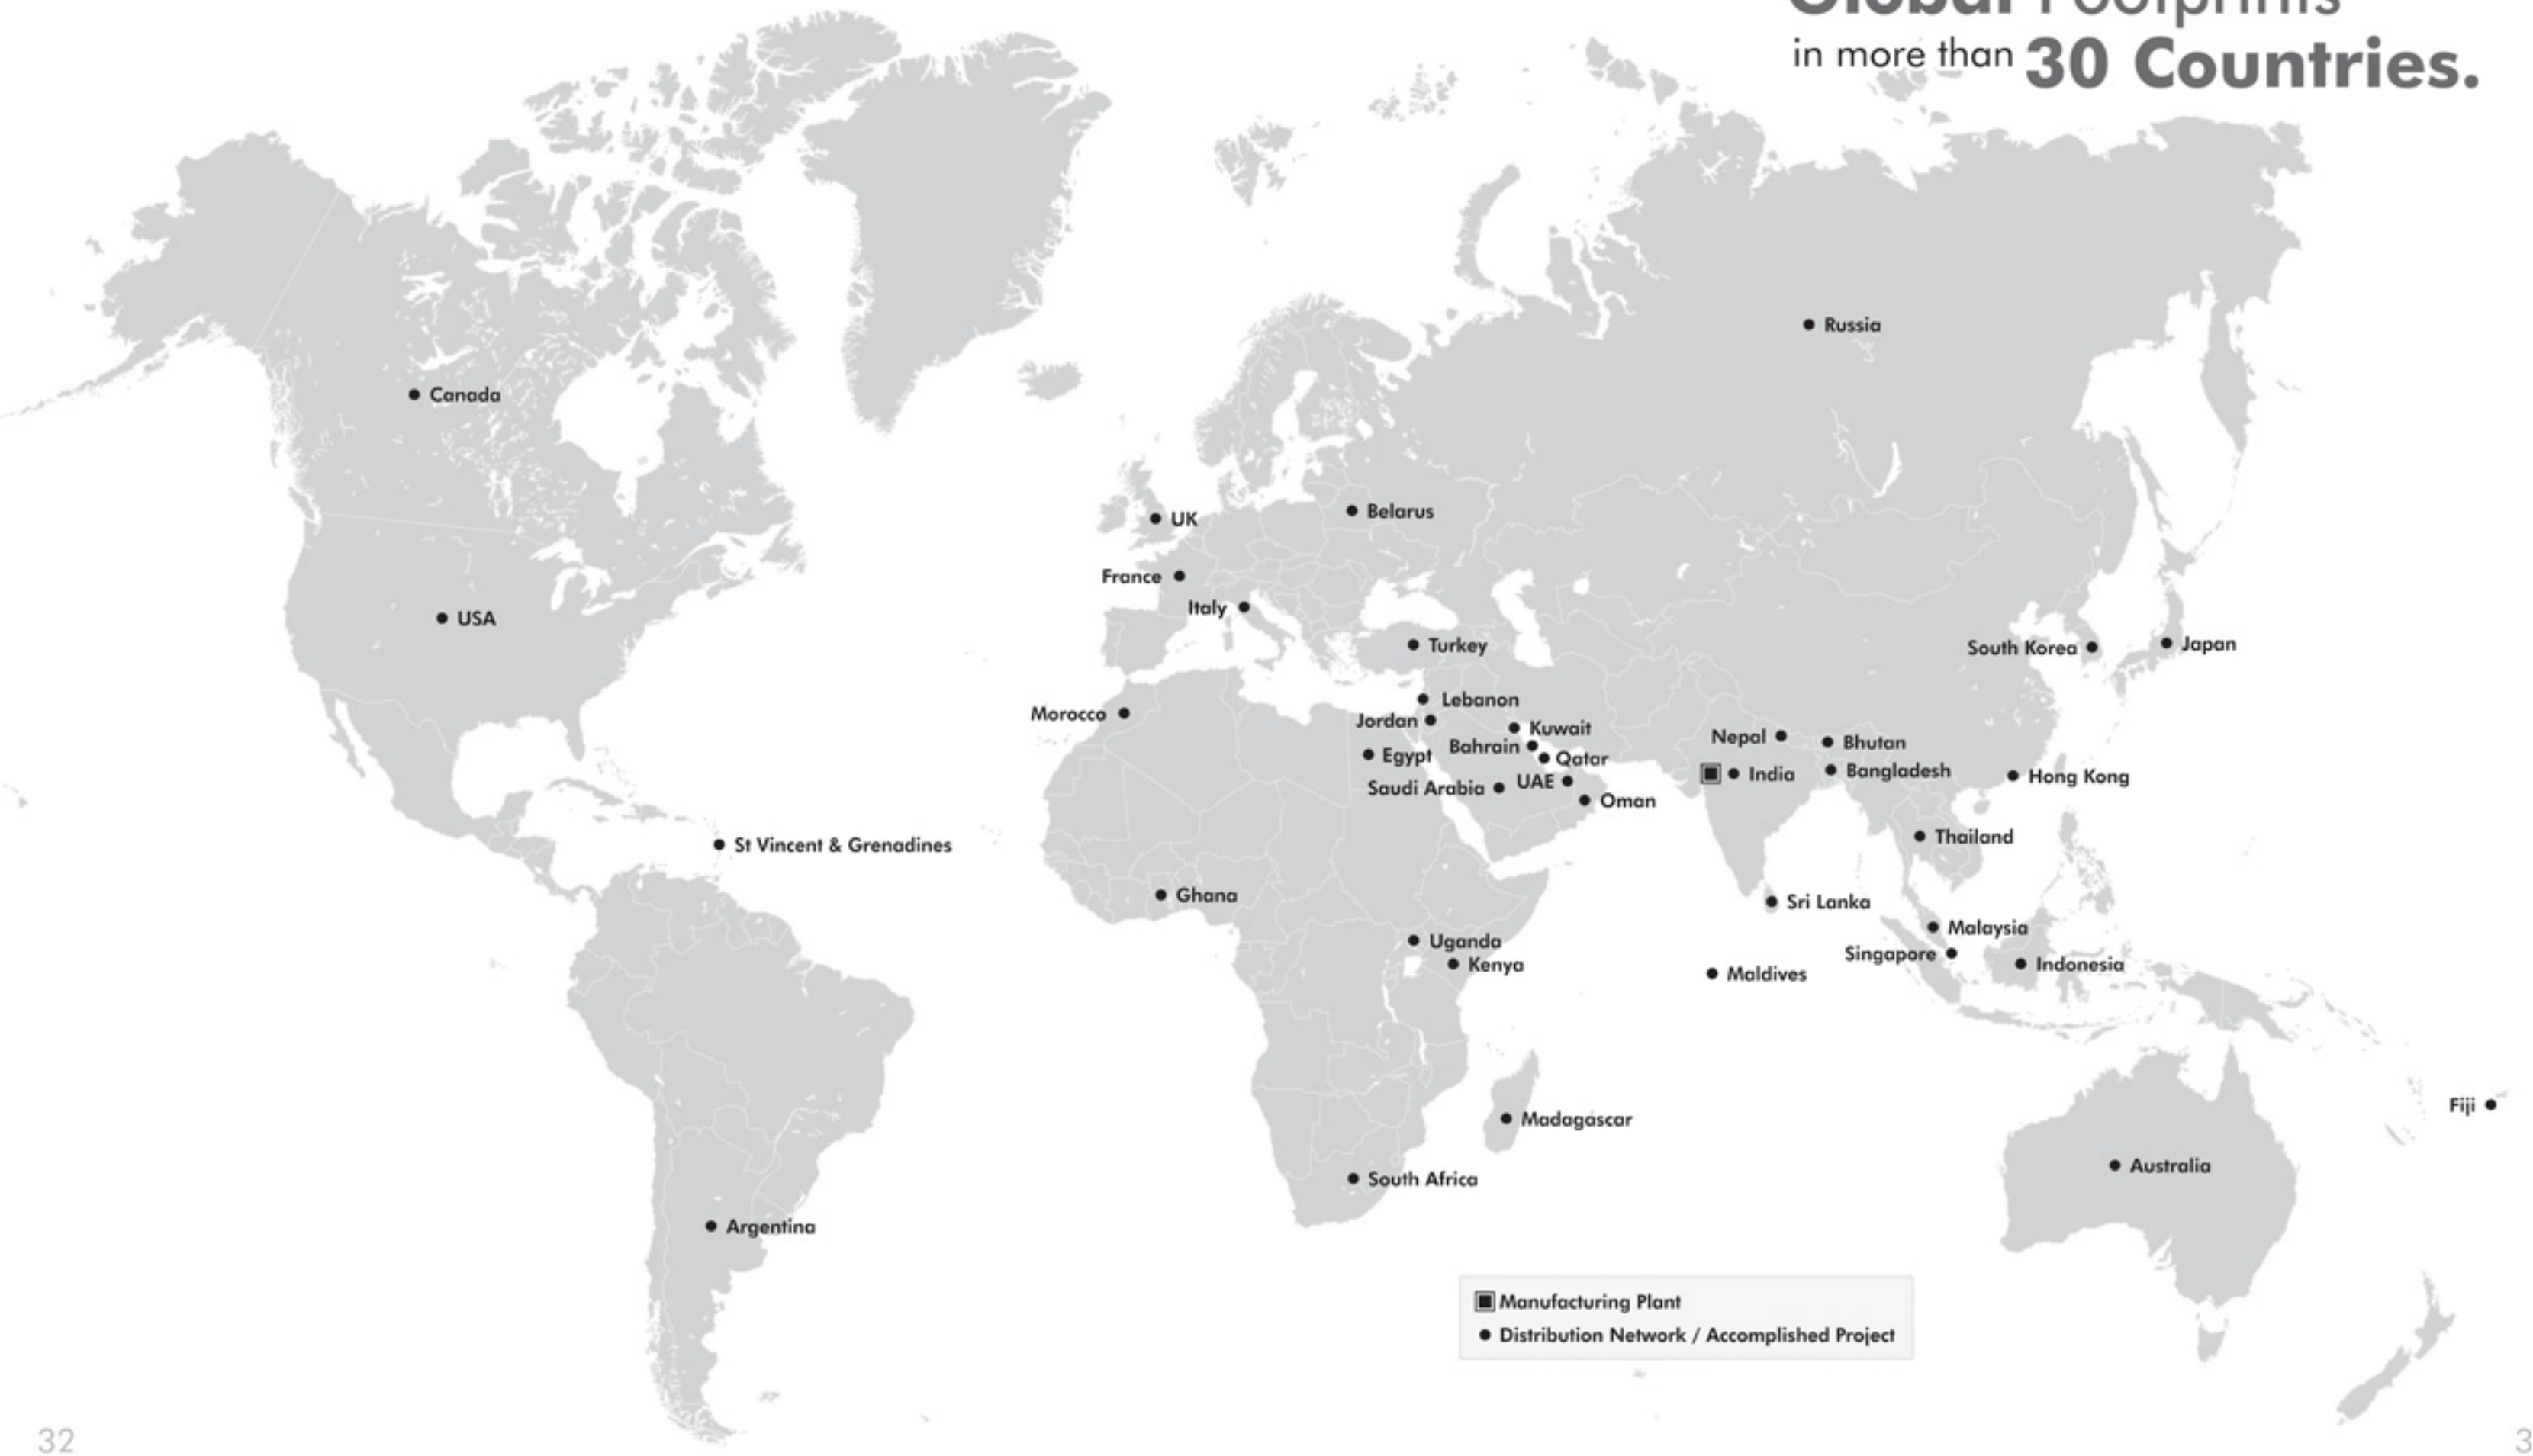 Global Footprints
in more than 30 Countries.
Russia
Canada
Belarus
UK
France
Italy
USA
Turkey
South Korea
Japan
Lebanon
Morocco
Jordan
Kuwait
Nepal
Bhutan
Bahrain
Egypt
Qatar
India
Bangladesh
Hong Kong
Saudi Arabia
UAE
Oman
Thailand
St Vincent & Grenadines
Ghana
Sri Lanka
Malaysia
Uganda
Singapore
Kenya
Indonesia
Maldives
Fiji
Madagascar
Australia
South Africa
Argentina
Manufacturing Plant
Distribution Network / Accomplished Project
32
3